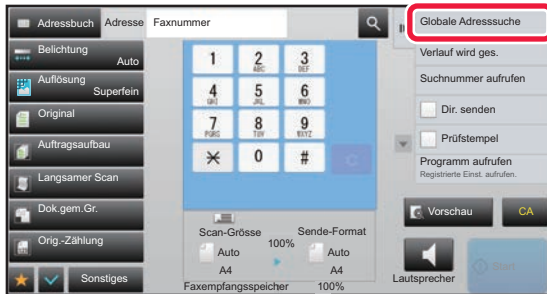 Adressbuch
Adresse
Faxnummer
Globale Adresssuche
Belichtung
Auto
Auflösung
Superfein
Original
Auftragsaufbau
Langsamer Scan
Dok.gem.Gr.
Orig.-Zählung
Sonstiges
1
2
ABC
3
DEF
4
GHI
5
JKL
6
MNO
7
PQRS
8
TUV
9
WXYZ
0
#
C
Scan-Grösse
100%
Sende-Format
Auto
A4
Auto
A4
Faxempfangsspeicher 100%
Verlauf wird ges.
Suchnummer aufrufen
Dir. senden
Prüfstempel
Programm aufrufen
Registrierte Einst. aufrufen.
Vorschau
CA
Lautsprecher
Start